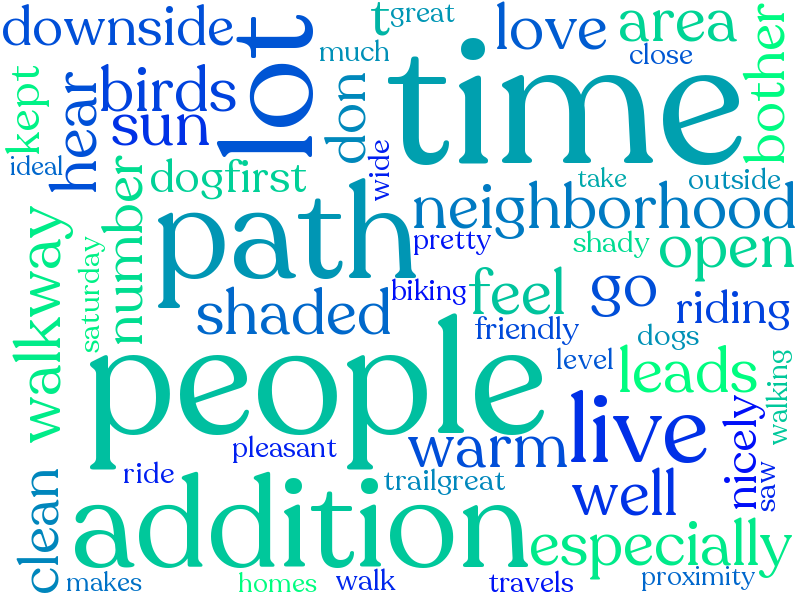 downside
lot
t
great
much
love
area
close
bother
kept
hear
birds
sun
don
time
ideal
dogfirst
wide
take
outside
number
path
neighborhood
walkway
saturday
pretty
shady
open
shaded
biking
feel
go
riding
friendly
dogs
people
level
leads
walking
live
nicely
saw
pleasant
warm
ride
trailgreat
well
clean
addition
especially
makes
homes
walk
travels
proximity